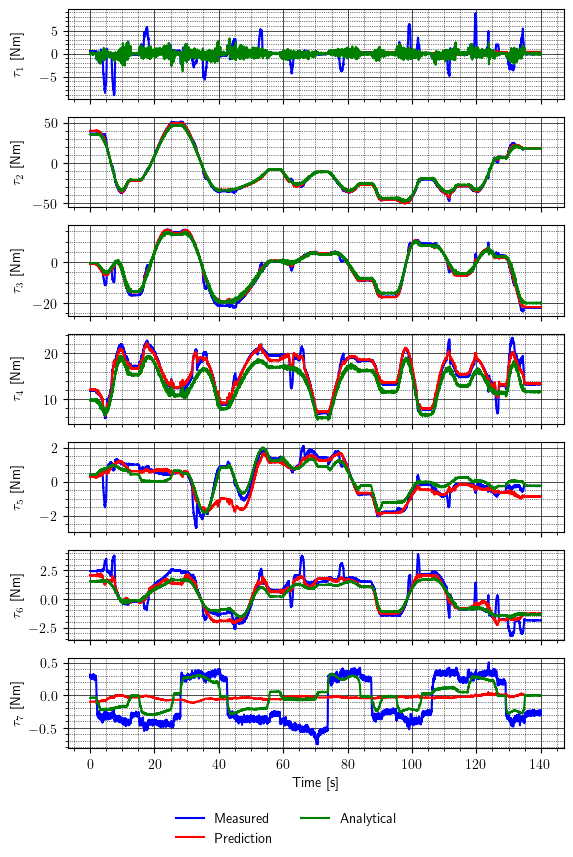 τ1 [Nm]
5
0
−5
τ2 [Nm]
50
0
−50
τ3 [Nm]
0
−20
τ4 [Nm]
20
10
τ5 [Nm]
2
0
−2
τ6 [Nm]
2.5
0.0
−2.5
τ7 [Nm]
0.5
0.0
−0.5
0 20 40 60 80 100 120 140
Time [s]
Measured Analytical
Prediction